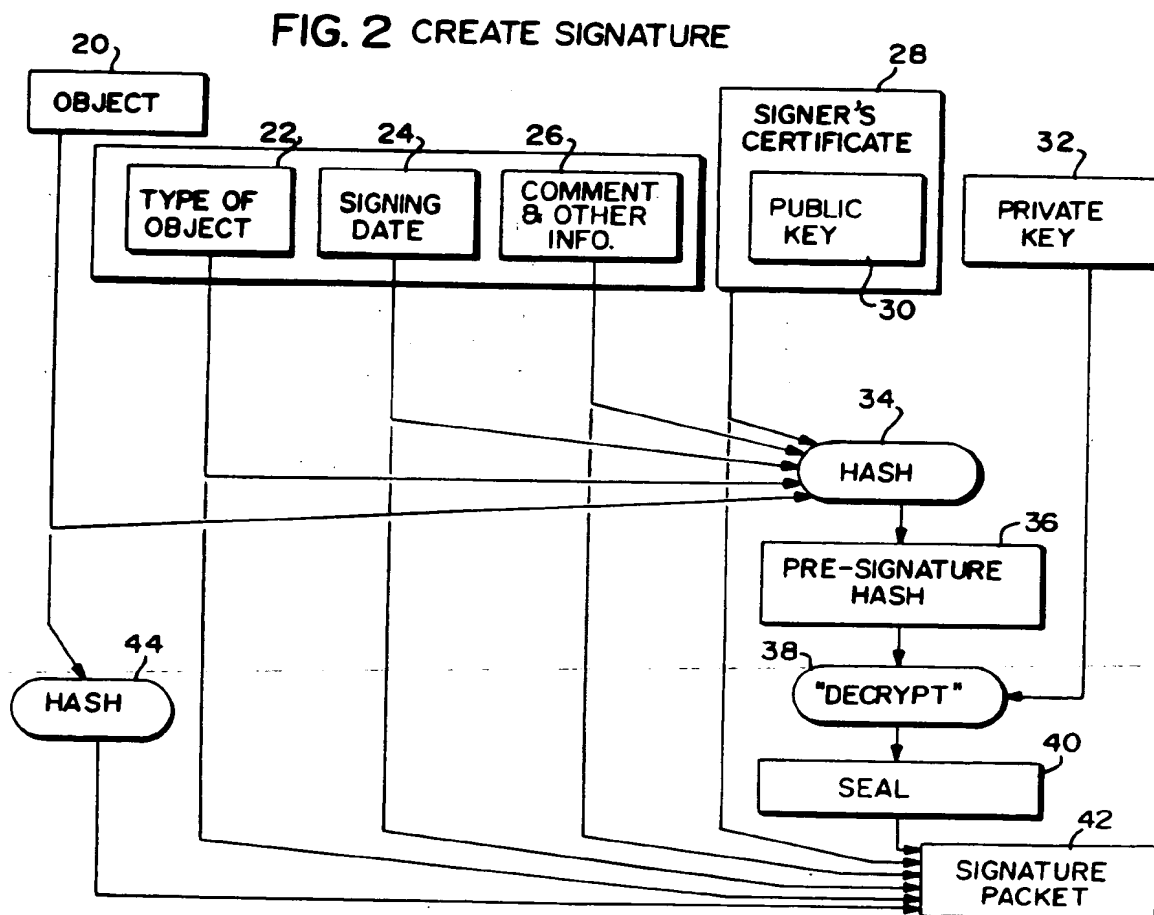 FIG. 2 CREATE SIGNATURE
20
OBJECT
22
TYPE OF
OBJECT
24
SIGNING
DATE
26
COMMENT
& OTHER
INFO.
28
SIGNER'S
CERTIFICATE
PUBLIC
KEY
30
32
PRIVATE
KEY
34
HASH
36
PRE-SIGNATURE
HASH
44
HASH
38
"DECRYPT"
40
SEAL
42
SIGNATURE
PACKET